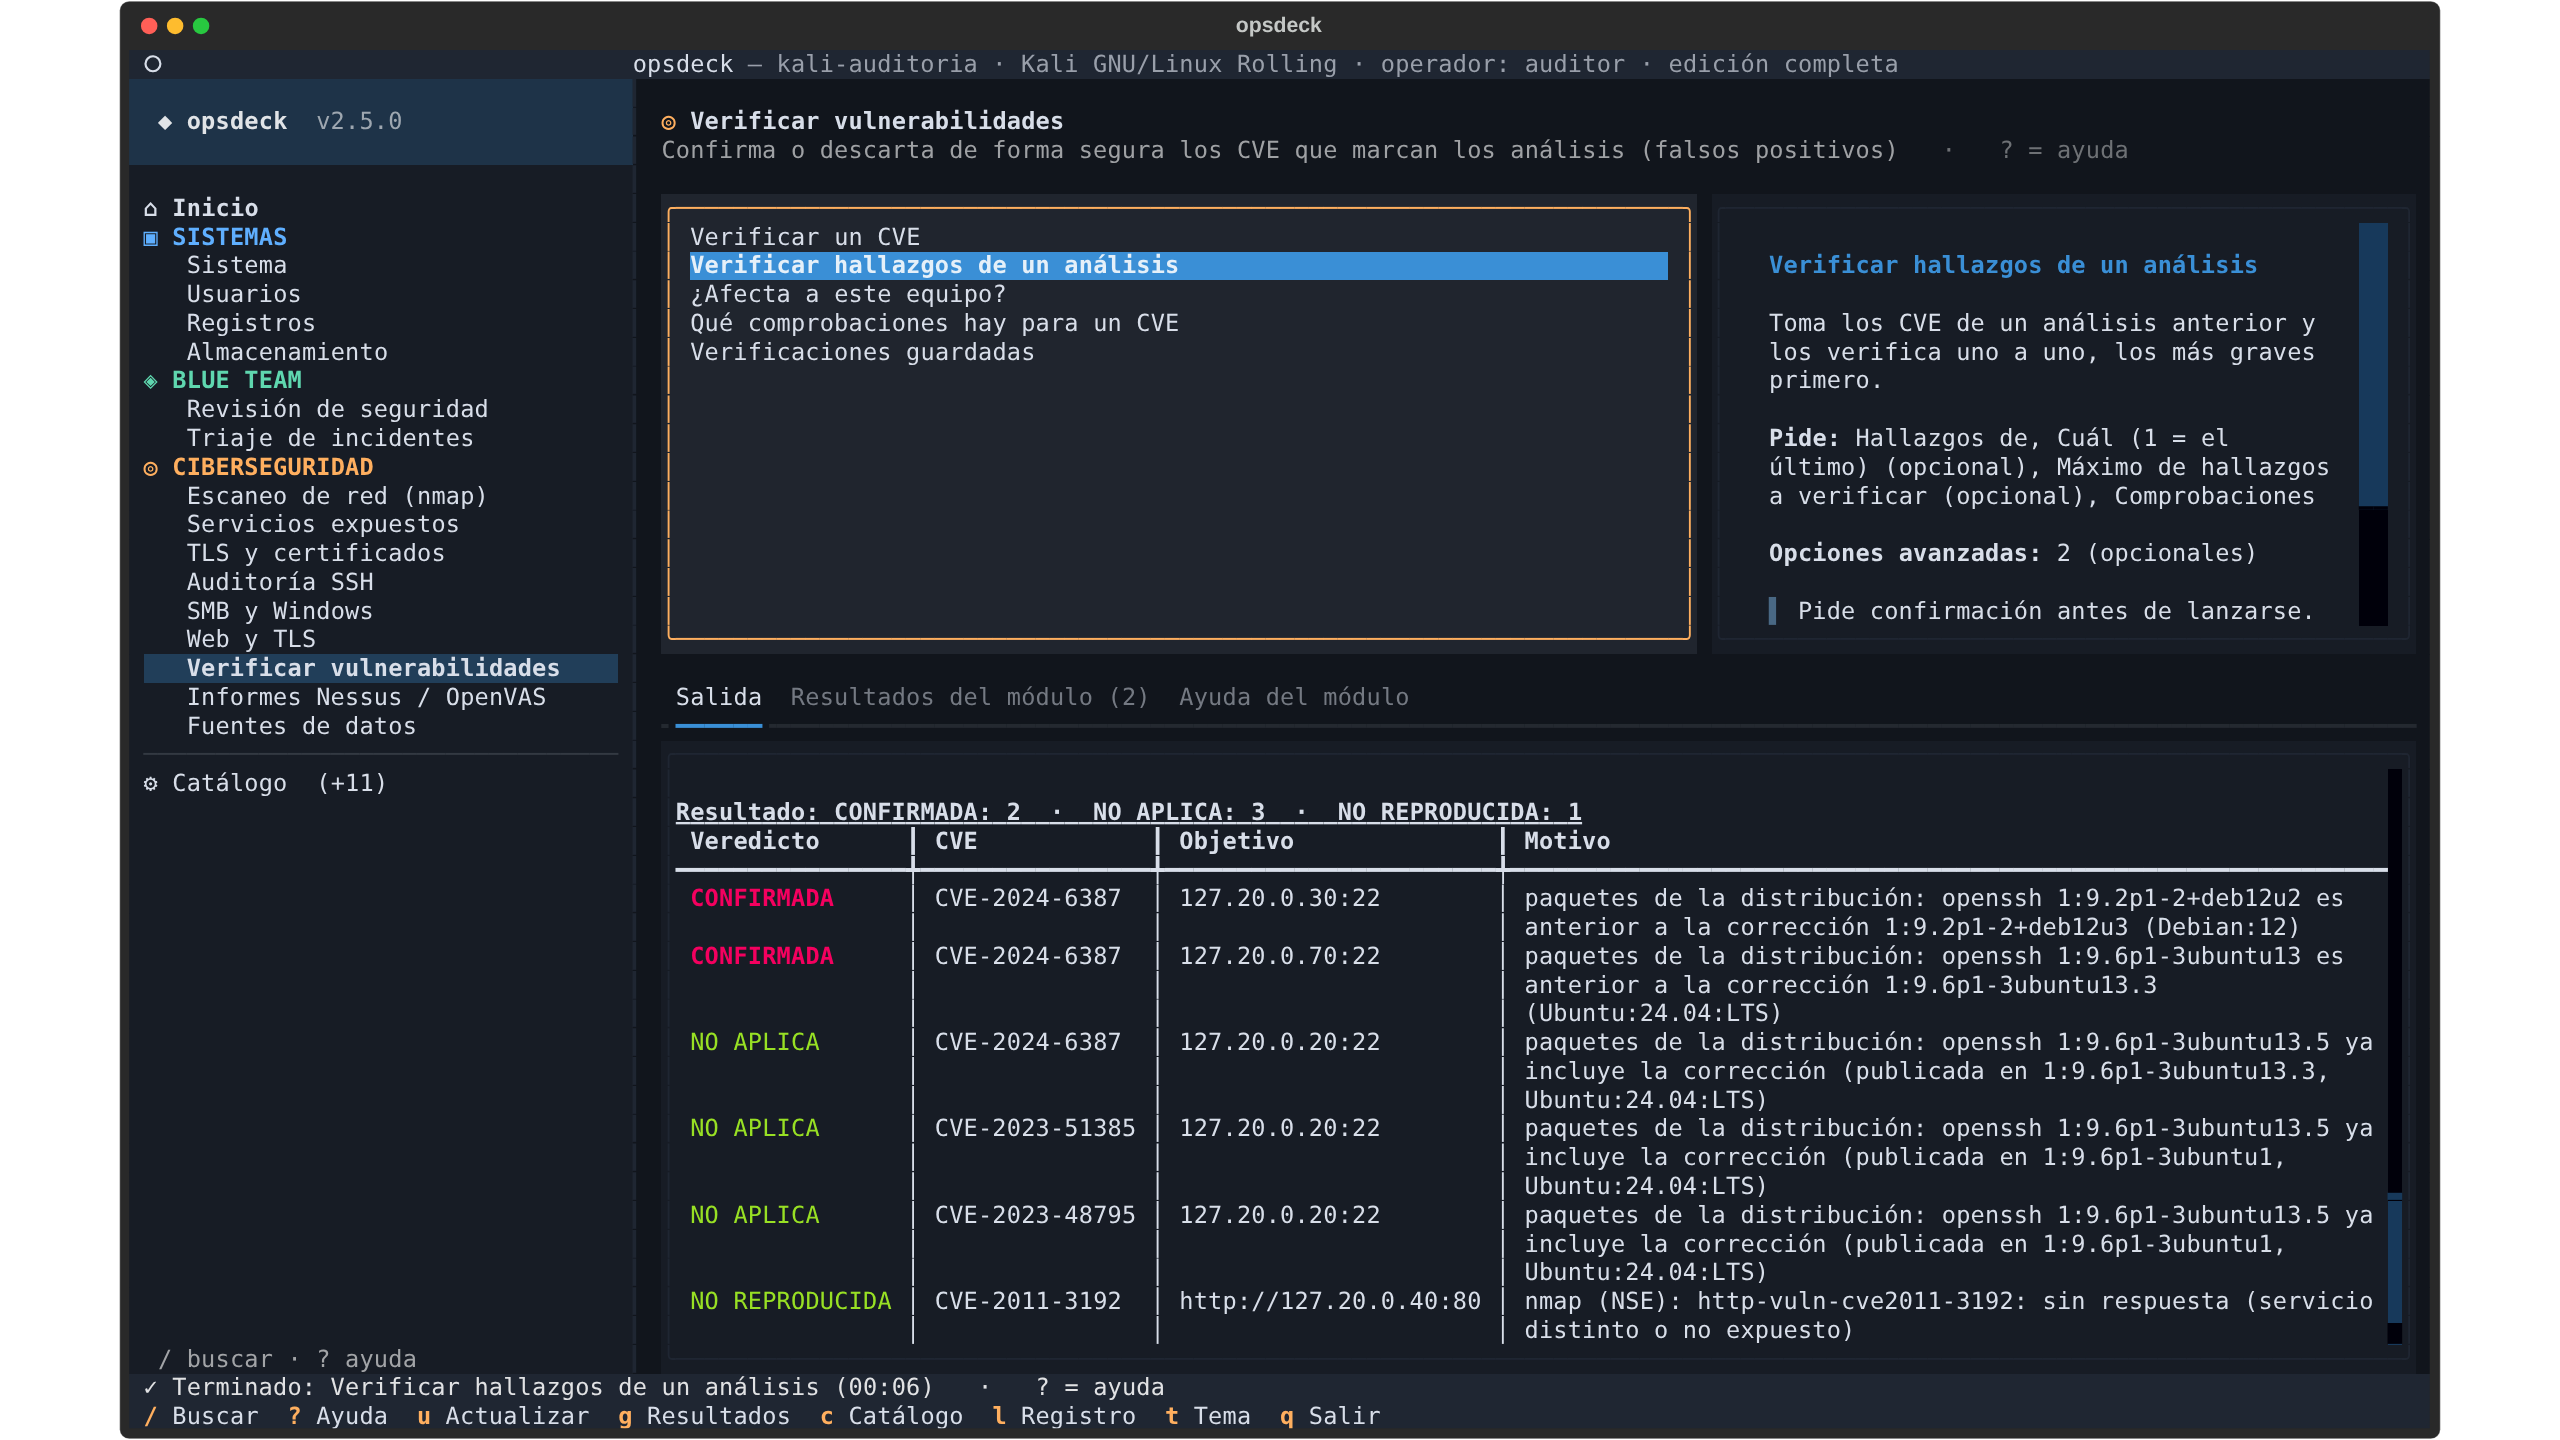 opsdeck
opsdeck — kali-auditoria · Kali GNU/Linux Rolling · operador: auditor · edición completa
◆ opsdeck v2.5.0
⌂ Inicio
▣ SISTEMAS
Sistema
Usuarios
Registros
Almacenamiento
◈ BLUE TEAM
Revisión de seguridad
Triaje de incidentes
◎ CIBERSEGURIDAD
Escaneo de red (nmap)
Servicios expuestos
TLS y certificados
Auditoría SSH
SMB y Windows
Web y TLS
Verificar vulnerabilidades
Informes Nessus / OpenVAS
Fuentes de datos
⚙ Catálogo (+11)
/ buscar · ? ayuda
◎ Verificar vulnerabilidades
Confirma o descarta de forma segura los CVE que marcan los análisis (falsos positivos) · ? = ayuda
Verificar un CVE
Verificar hallazgos de un análisis
¿Afecta a este equipo?
Qué comprobaciones hay para un CVE
Verificaciones guardadas
Verificar hallazgos de un análisis
Toma los CVE de un análisis anterior y
los verifica uno a uno, los más graves
primero.
Pide: Hallazgos de, Cuál (1 = el
último) (opcional), Máximo de hallazgos
a verificar (opcional), Comprobaciones
Opciones avanzadas: 2 (opcionales)
Pide confirmación antes de lanzarse.
Salida Resultados del módulo (2) Ayuda del módulo
Resultado: CONFIRMADA: 2 · NO APLICA: 3 · NO REPRODUCIDA: 1
Veredicto CVE Objetivo Motivo
CONFIRMADA CVE-2024-6387 127.20.0.30:22 paquetes de la distribución: openssh 1:9.2p1-2+deb12u2 es
anterior a la corrección 1:9.2p1-2+deb12u3 (Debian:12)
CONFIRMADA CVE-2024-6387 127.20.0.70:22 paquetes de la distribución: openssh 1:9.6p1-3ubuntu13 es
anterior a la corrección 1:9.6p1-3ubuntu13.3
(Ubuntu:24.04:LTS)
NO APLICA CVE-2024-6387 127.20.0.20:22 paquetes de la distribución: openssh 1:9.6p1-3ubuntu13.5 ya
incluye la corrección (publicada en 1:9.6p1-3ubuntu13.3,
Ubuntu:24.04:LTS)
NO APLICA CVE-2023-51385 127.20.0.20:22 paquetes de la distribución: openssh 1:9.6p1-3ubuntu13.5 ya
incluye la corrección (publicada en 1:9.6p1-3ubuntu1,
Ubuntu:24.04:LTS)
NO APLICA CVE-2023-48795 127.20.0.20:22 paquetes de la distribución: openssh 1:9.6p1-3ubuntu13.5 ya
incluye la corrección (publicada en 1:9.6p1-3ubuntu1,
Ubuntu:24.04:LTS)
NO REPRODUCIDA CVE-2011-3192 http://127.20.0.40:80 nmap (NSE): http-vuln-cve2011-3192: sin respuesta (servicio
distinto o no expuesto)
✓ Terminado: Verificar hallazgos de un análisis (00:06) · ? = ayuda
/ Buscar ? Ayuda u Actualizar g Resultados c Catálogo l Registro t Tema q Salir